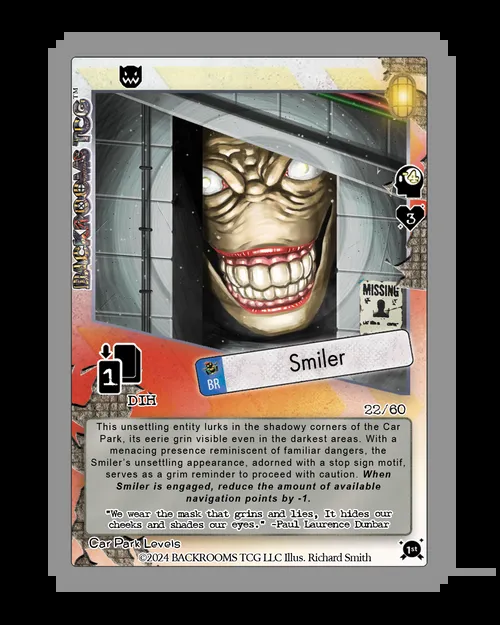 BACKROOMS TCG™
4
3
MISSING
Smiler
BR
1
DIH
22/60
This unsettling entity lurks in the shadowy corners of the Car
Park, its eerie grin visible even in the darkest areas. With a
menacing presence reminiscent of familiar dangers, the
Smiler's unsettling appearance, adorned with a stop sign motif,
serves as a grim reminder to proceed with caution. When
Smiler is engaged, reduce the amount of available
navigation points by -1.
"We wear the mask that grins and lies, It hides our
cheeks and shades our eyes." -Paul Laurence Dunbar
Car Park Levels
©2024 BACKROOMS TCG LLC Illus. Richard Smith
1st